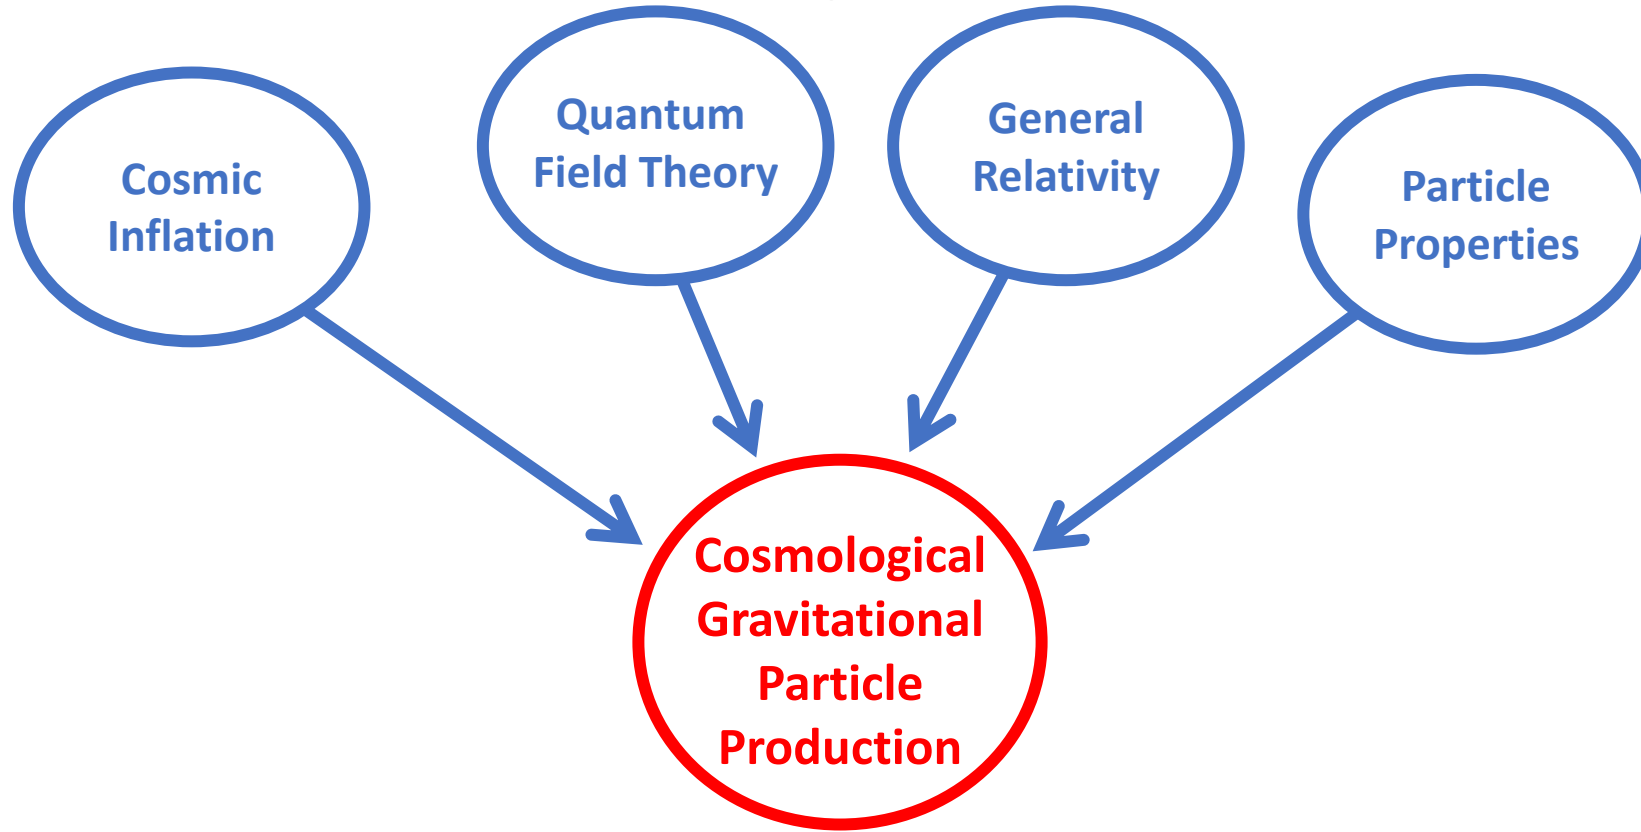 Cosmic
Inflation
Quantum
Field Theory
General
Relativity
Particle
Properties
Cosmological
Gravitational
Particle
Production